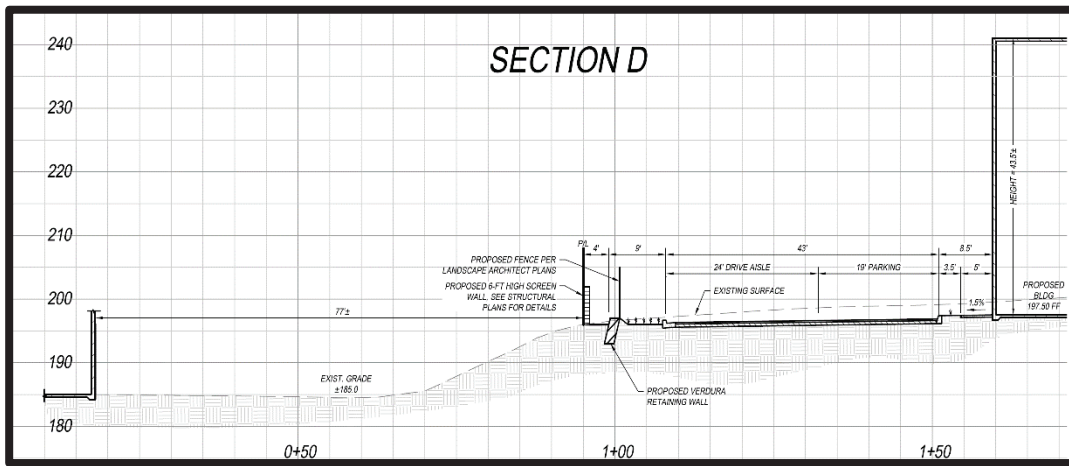 SECTION D
240
230
220
210
200
190
180
HEIGHT = 43.5'±
P/L
4'
9'
43'
8.5'
24' DRIVE AISLE
19' PARKING
3.5'
5'
PROPOSED FENCE PER
LANDSCAPE ARCHITECT PLANS
PROPOSED 6-FT HIGH SCREEN
WALL, SEE STRUCTURAL
PLANS FOR DETAILS
EXISTING SURFACE
1.5%
PROPOSED
BLDG
197.50 FF
77'±
EXIST. GRADE
±185.0
PROPOSED VERDURA
RETAINING WALL
0+50
1+00
1+50